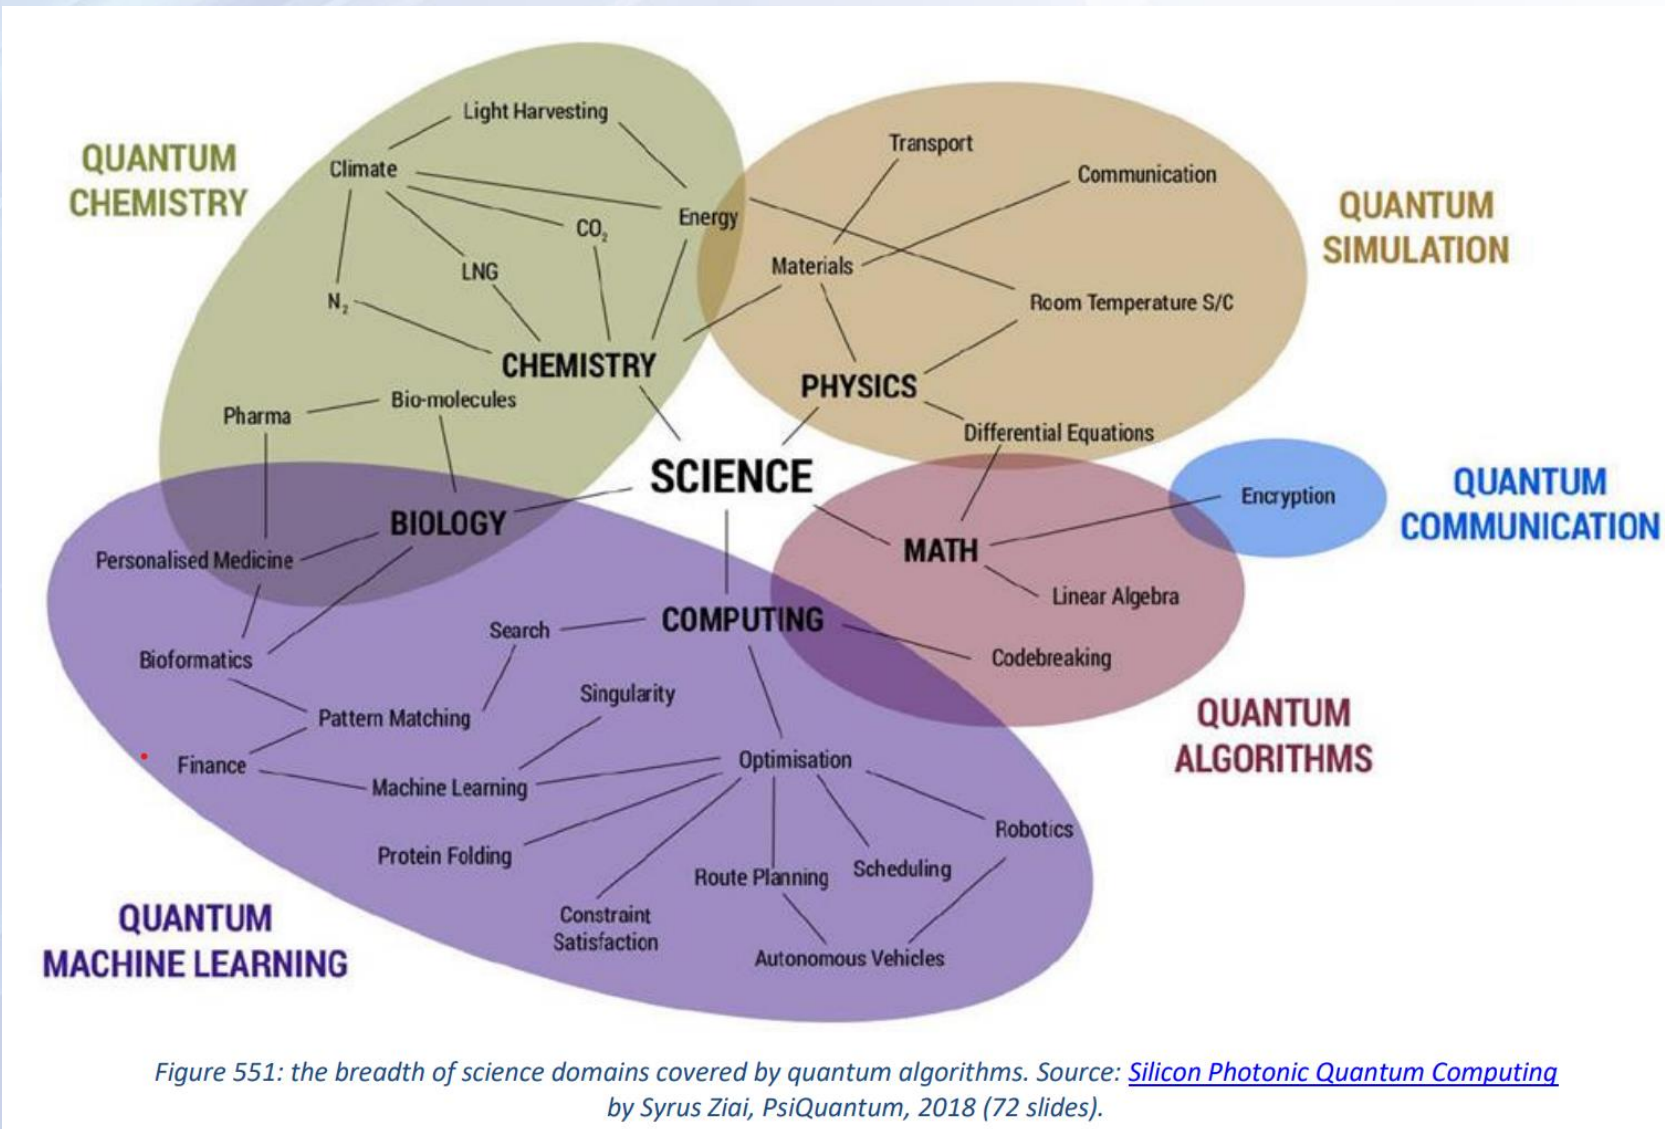 Light Harvesting
QUANTUM
CHEMISTRY
Climate
Energy
CO₂
LNG
N₂
CHEMISTRY
Bio-molecules
Pharma
Transport
Communication
QUANTUM
SIMULATION
Materials
Room Temperature S/C
PHYSICS
Differential Equations
SCIENCE
Encryption
QUANTUM
COMMUNICATION
BIOLOGY
Personalised Medicine
MATH
Linear Algebra
COMPUTING
Codebreaking
QUANTUM
ALGORITHMS
Search
Bioformatics
Singularity
Pattern Matching
Finance
Machine Learning
Optimisation
Protein Folding
Robotics
Route Planning
Scheduling
Constraint
Satisfaction
Autonomous Vehicles
QUANTUM
MACHINE LEARNING
Figure 551: the breadth of science domains covered by quantum algorithms. Source: Silicon Photonic Quantum Computing
by Syrus Ziai, PsiQuantum, 2018 (72 slides).